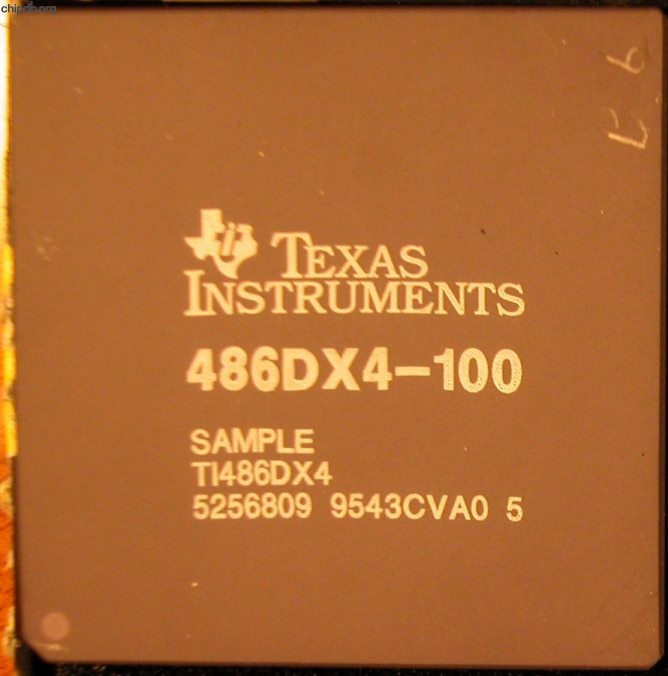 chipdb.org
TEXAS
INSTRUMENTS
486DX4-100
SAMPLE
TI486DX4
5256809 9543CVA0 5